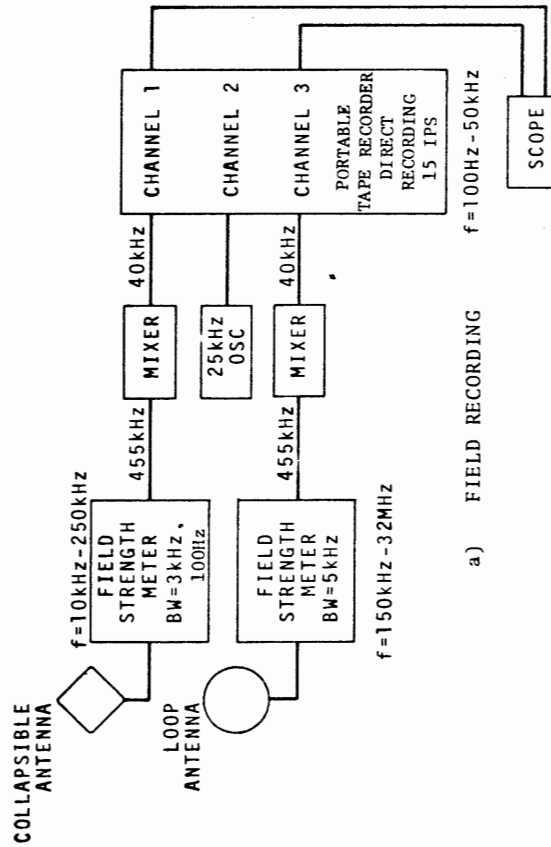 COLLAPSIBLE
ANTENNA
f=10kHz-250kHz
FIELD
STRENGTH
METER
BW=3kHz,
100Hz
455kHz
MIXER
40kHz
CHANNEL 1
25kHz
OSC
CHANNEL 2
LOOP
ANTENNA
FIELD
STRENGTH
METER
BW=5kHz
f=150kHz-32MHz
455kHz
MIXER
40kHz
CHANNEL 3
PORTABLE
TAPE RECORDER
DIRECT
RECORDING
15 IPS
f=100Hz-50kHz
SCOPE
a) FIELD RECORDING